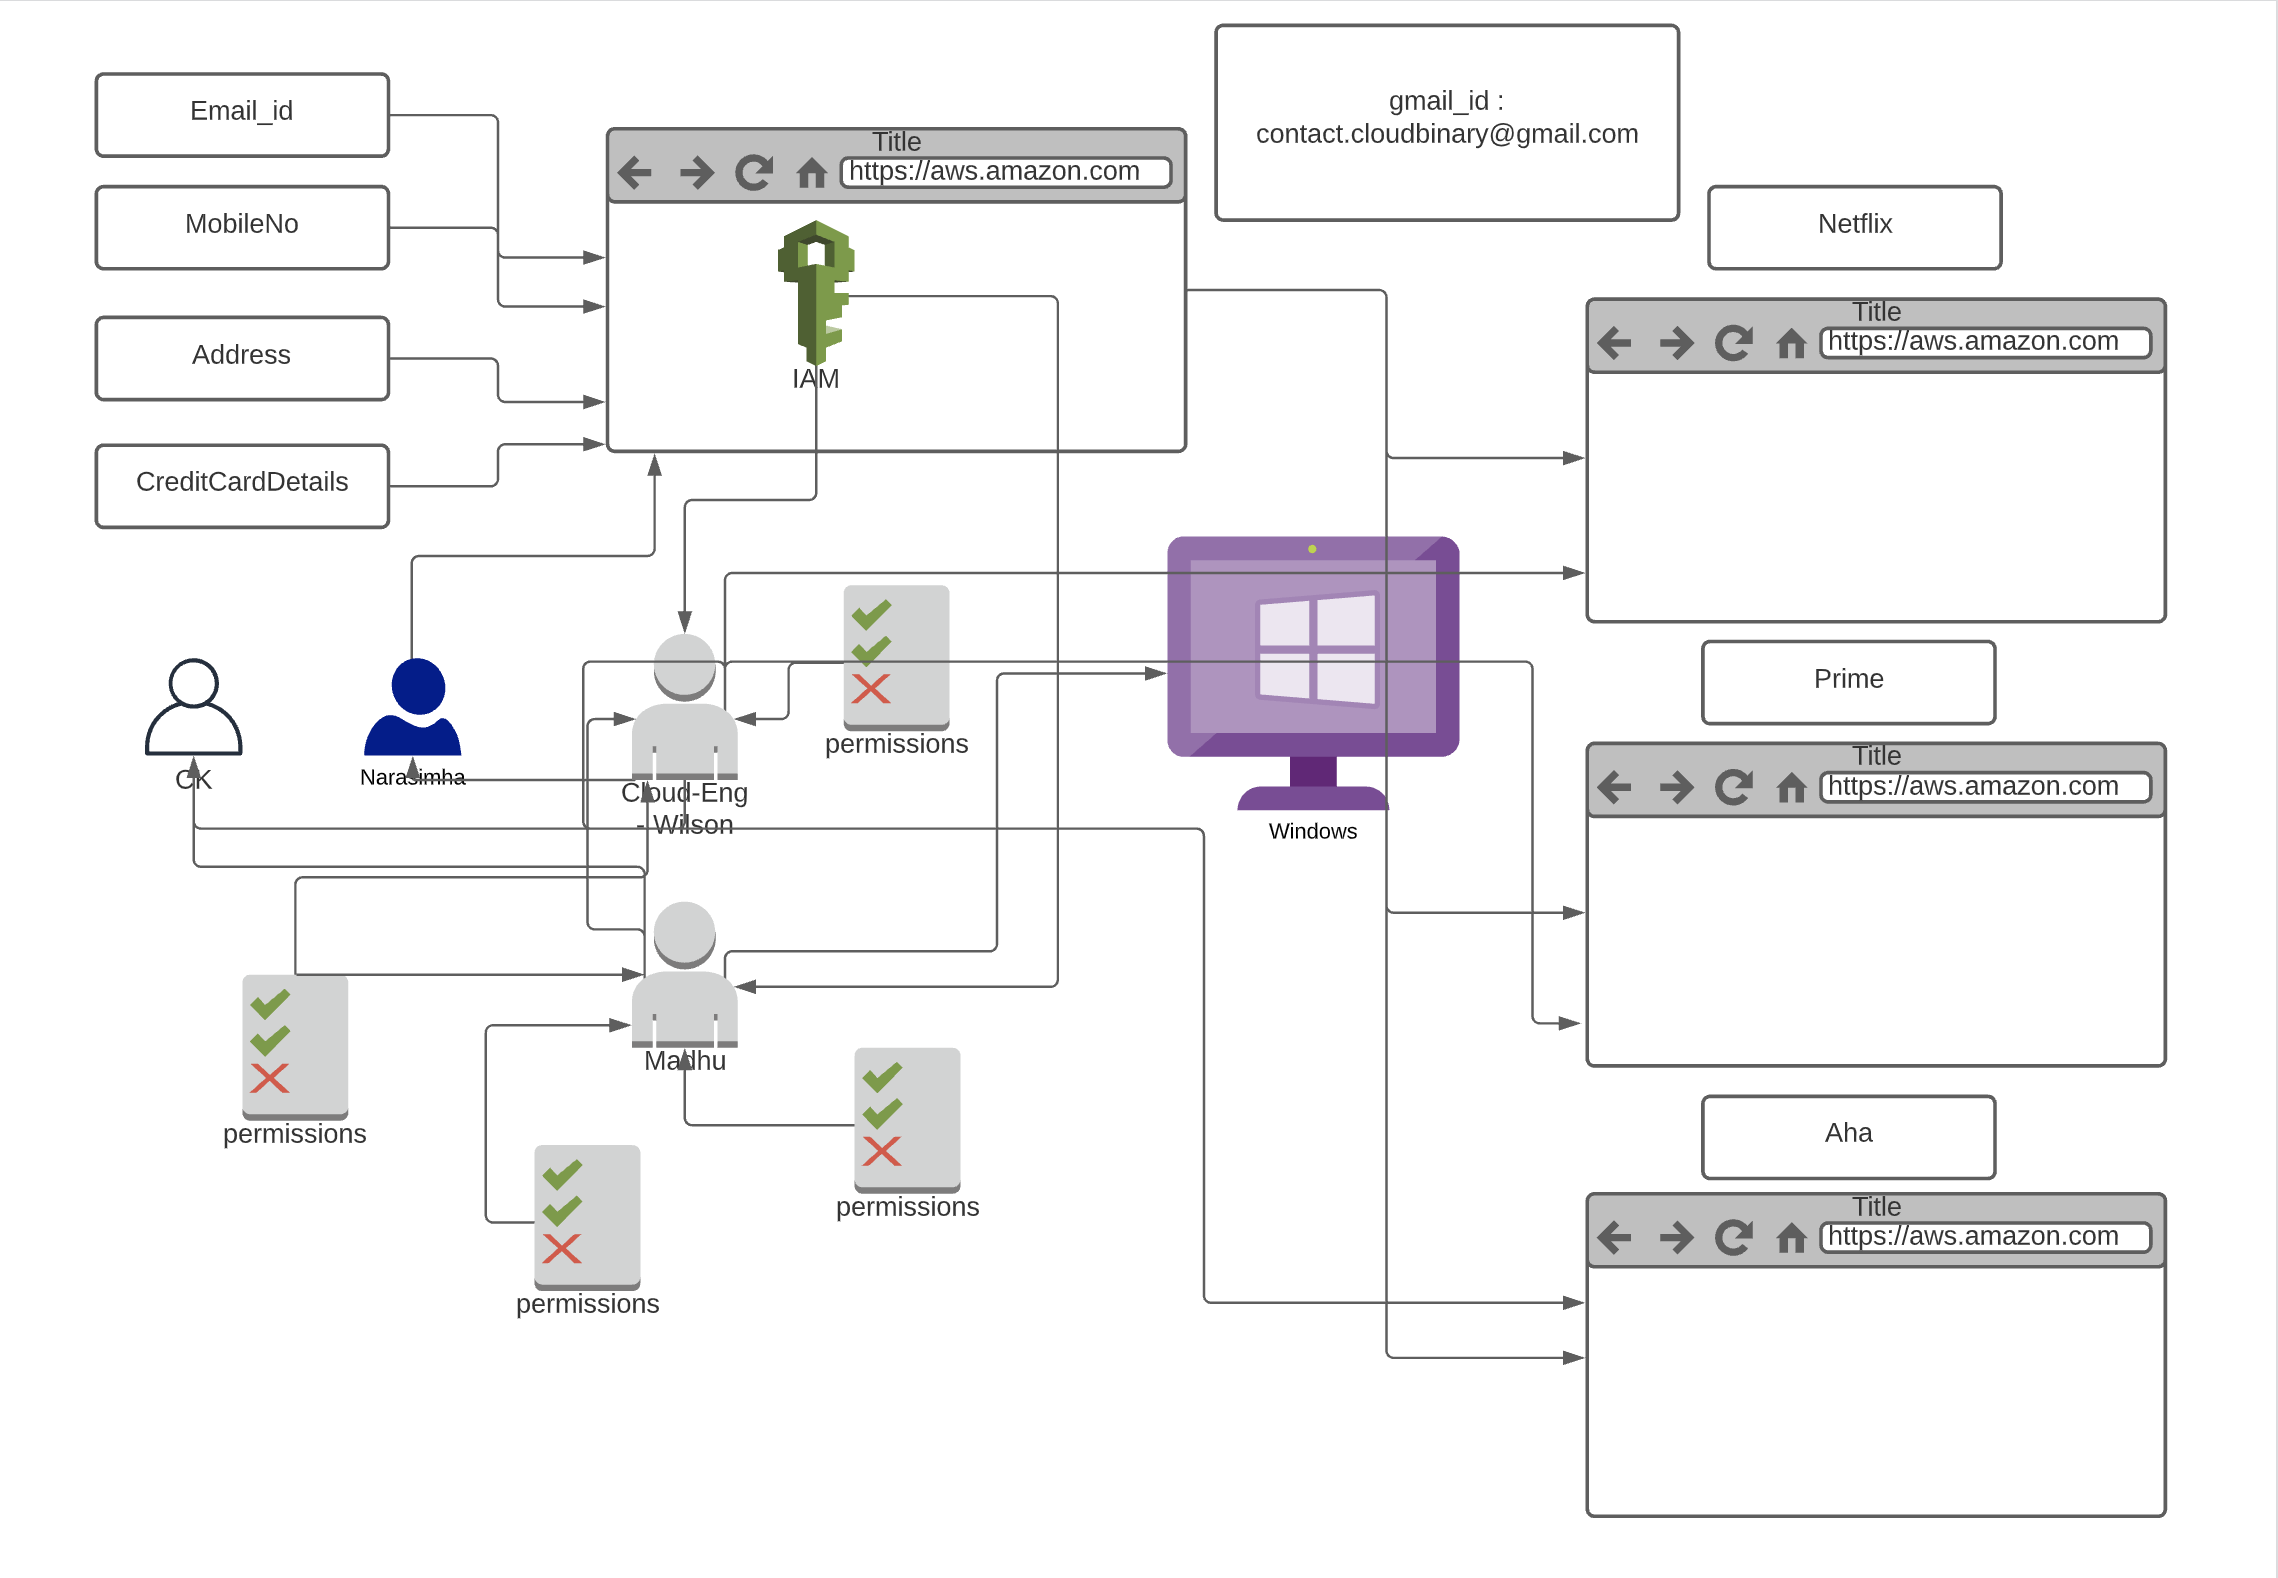 gmail_id :
contact.cloudbinary@gmail.com
Email_id
Title
https://aws.amazon.com
MobileNo
Netflix
Title
https://aws.amazon.com
Address
IAM
CreditCardDetails
Prime
permissions
Title
https://aws.amazon.com
CK
Narasimha
Cloud-Eng
- Wilson
Windows
Madhu
permissions
Aha
permissions
Title
https://aws.amazon.com
permissions